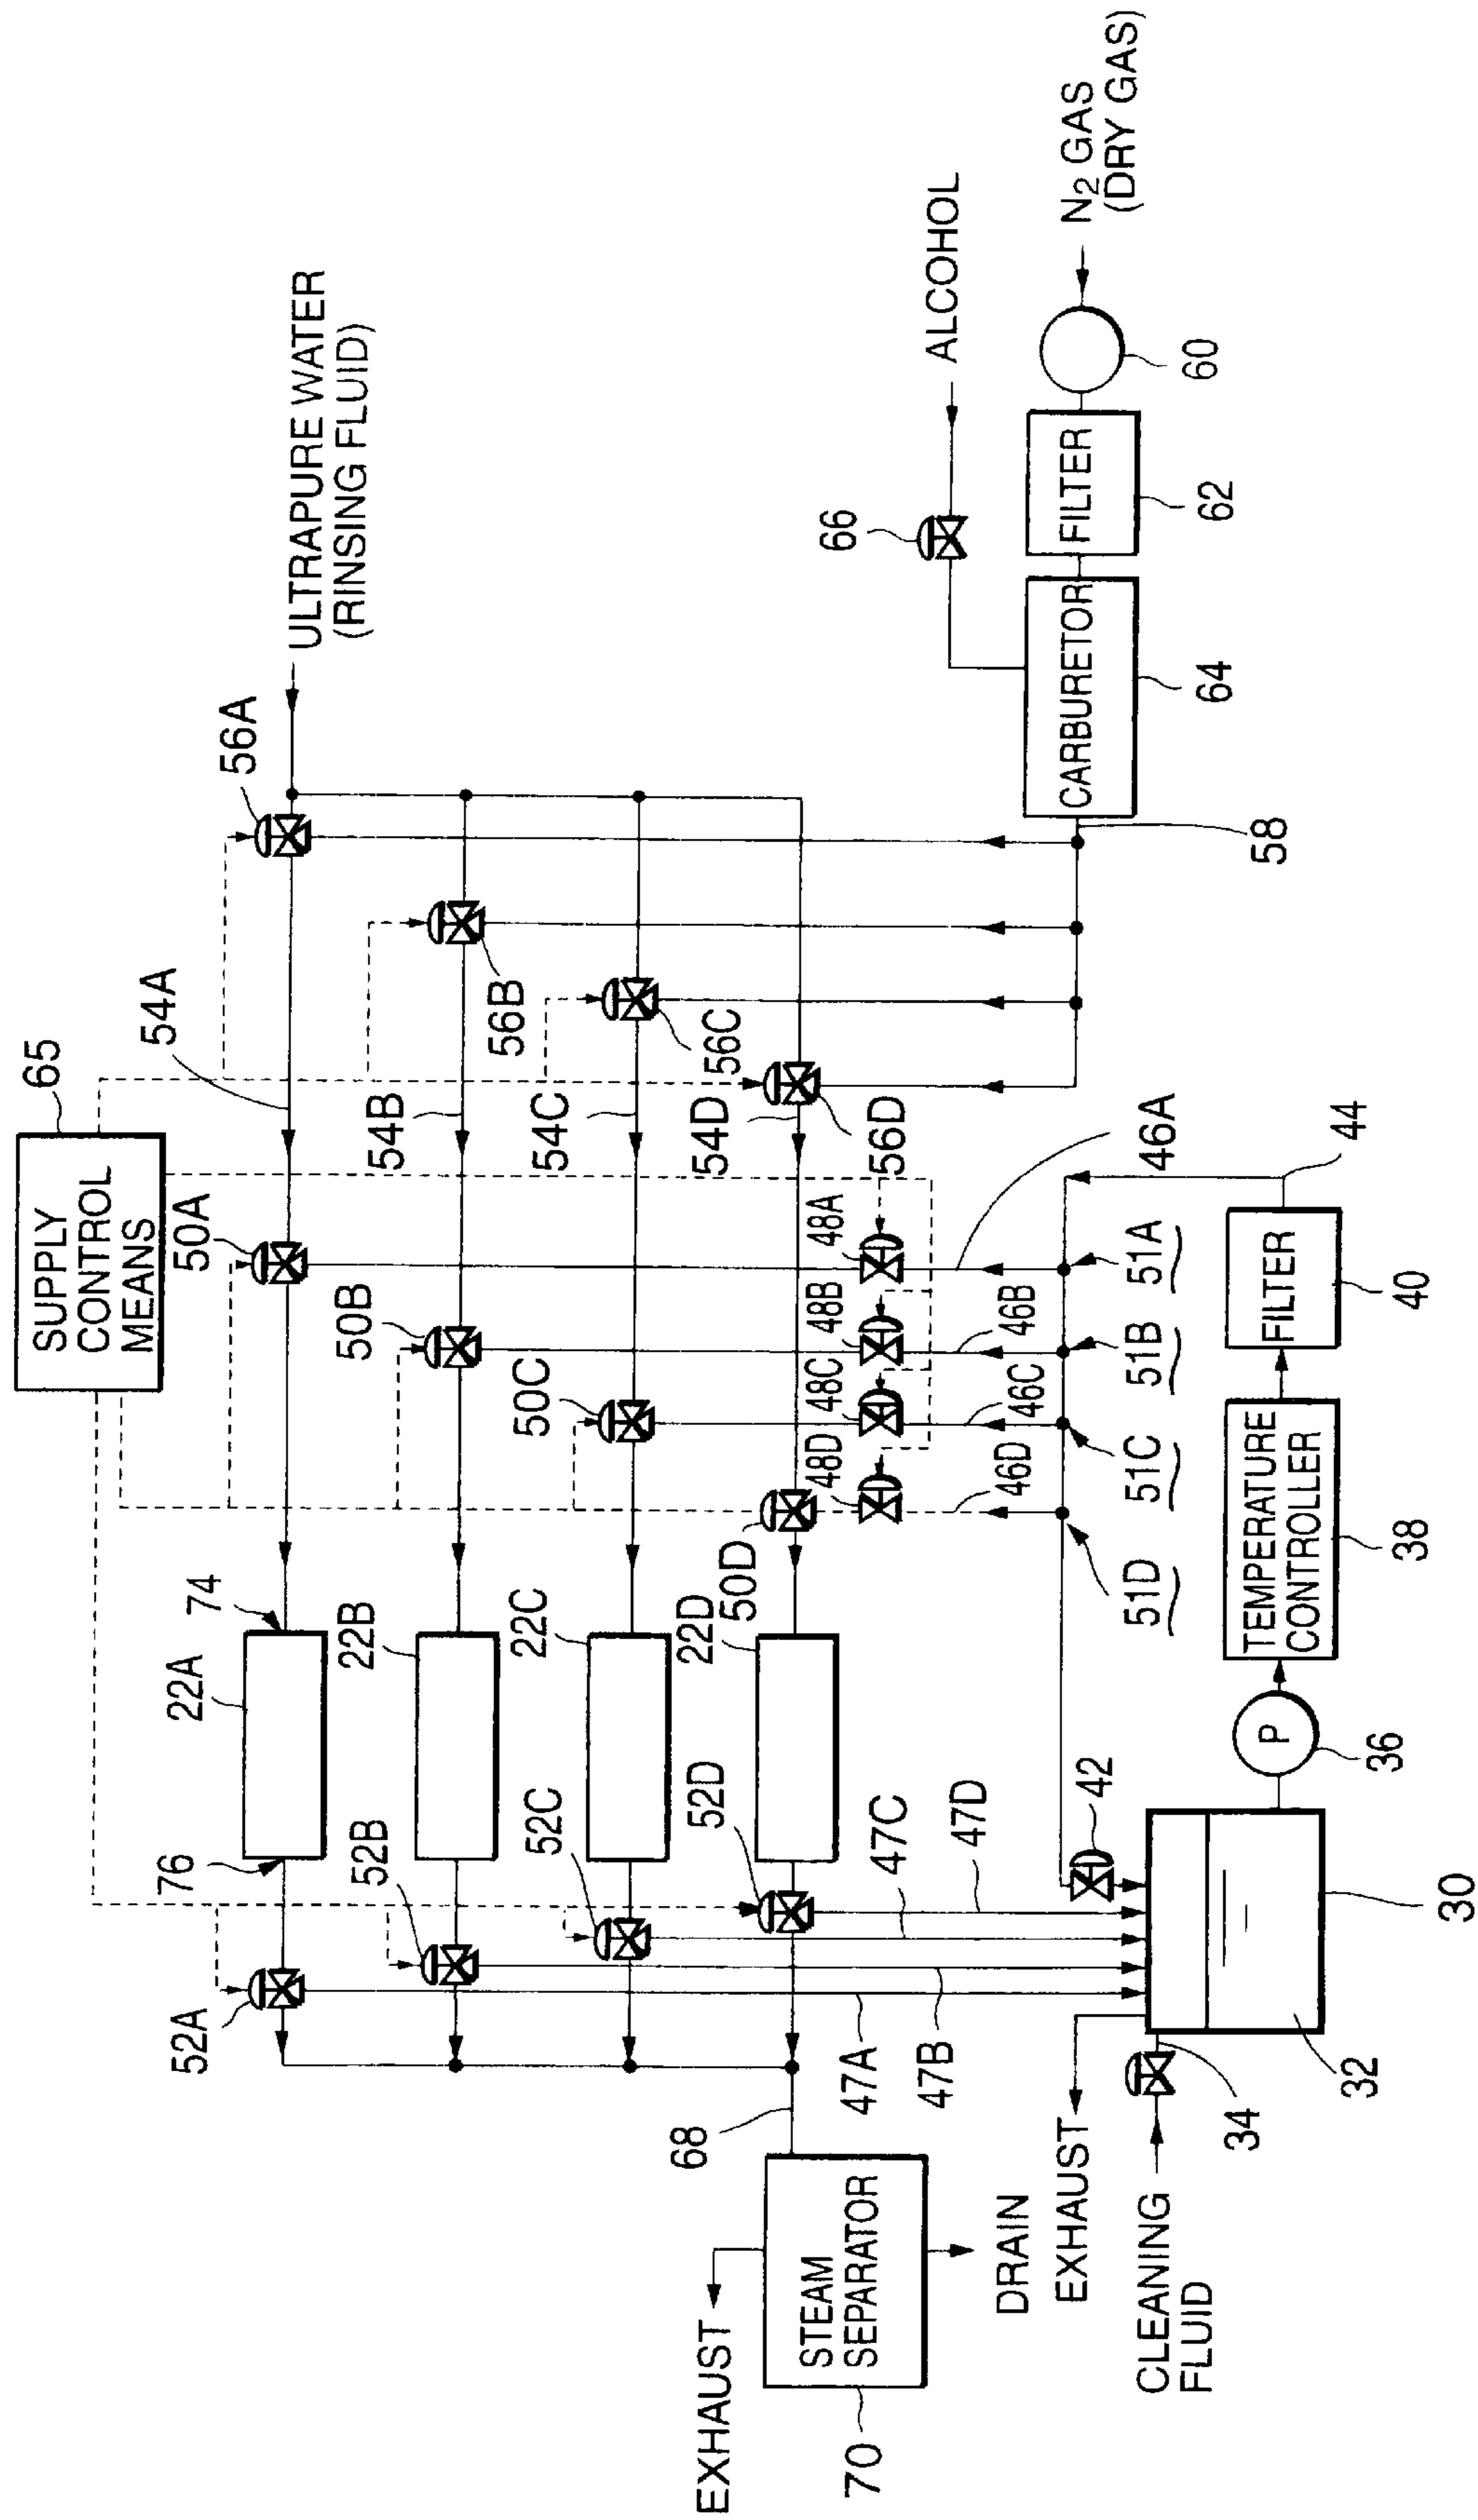 65
SUPPLY
CONTROL
MEANS
ULTRAPURE WATER
(RINSING FLUID)
56A
54A
50A
74
22A
76
52A
56B
54B
50B
22B
52B
56C
54C
50C
22C
52C
56D
54D
50D
22D
52D
ALCOHOL
66
N2 GAS
(DRY GAS)
60
FILTER
62
CARBURETOR
64
58
48A
48B
48C
48D
46A
46B
46C
46D
51A
51B
51C
51D
44
FILTER
40
TEMPERATURE
CONTROLLER
38
P
36
42
30
32
34
47D
47C
47B
47A
68
STEAM
SEPARATOR
70
EXHAUST
DRAIN
EXHAUST
CLEANING
FLUID